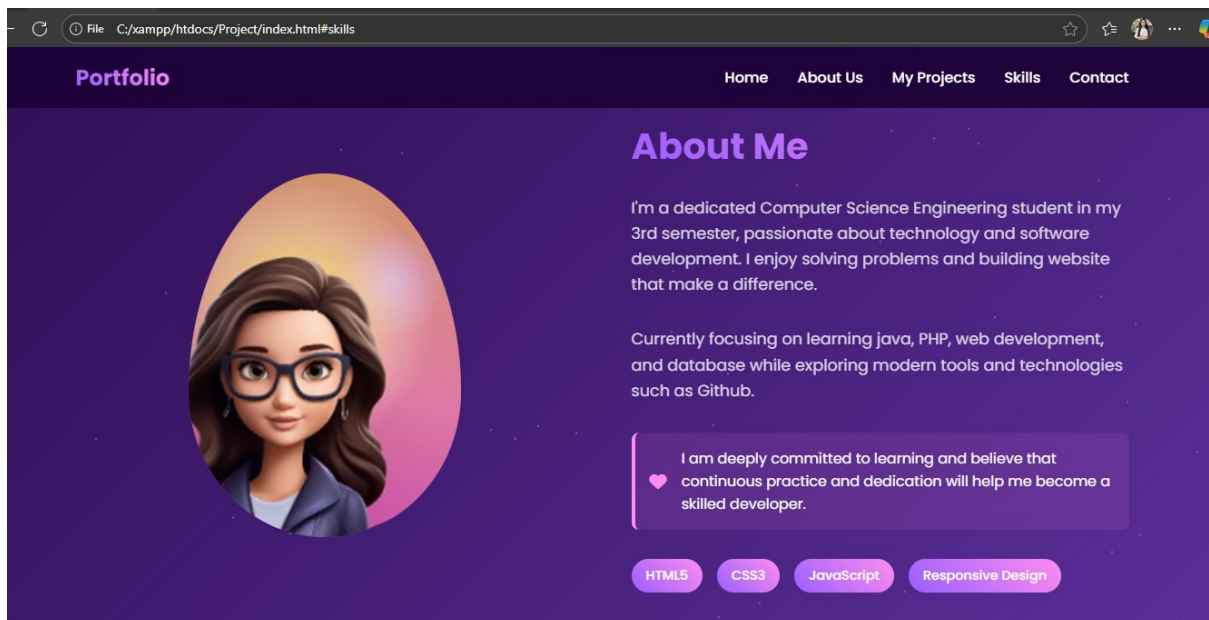 File C:/xampp/htdocs/Project/index.html#skills
Portfolio
Home About Us My Projects Skills Contact
About Me
I'm a dedicated Computer Science Engineering student in my
3rd semester, passionate about technology and software
development. I enjoy solving problems and building website
that make a difference.
Currently focusing on learning java, PHP, web development,
and database while exploring modern tools and technologies
such as Github.
I am deeply committed to learning and believe that
continuous practice and dedication will help me become a
skilled developer.
HTML5 CSS3 JavaScript Responsive Design